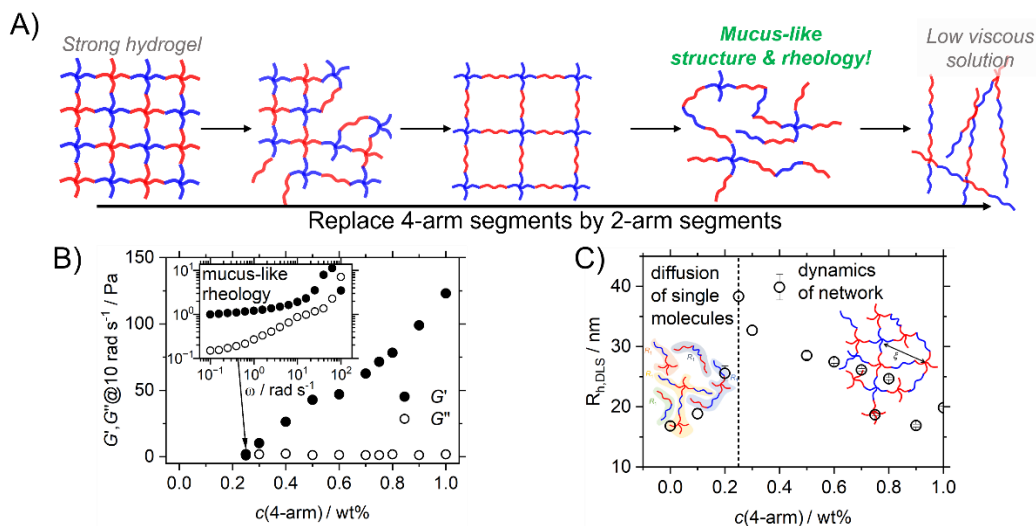 A)
Strong hydrogel
Mucus-like
structure & rheology!
Low viscous
solution
Replace 4-arm segments by 2-arm segments
B)
G',G''@10 rad s⁻¹ / Pa
150
125
100
75
50
25
0
mucus-like
rheology
10¹
10⁰
10⁻¹
10⁻¹ 10⁰ 10¹ 10²
ω / rad s⁻¹
G'
G''
0.0 0.2 0.4 0.6 0.8 1.0
c(4-arm) / wt%
C)
R_h,DLS / nm
40
30
20
10
diffusion
of single
molecules
dynamics
of network
0.0 0.2 0.4 0.6 0.8 1.0
c(4-arm) / wt%